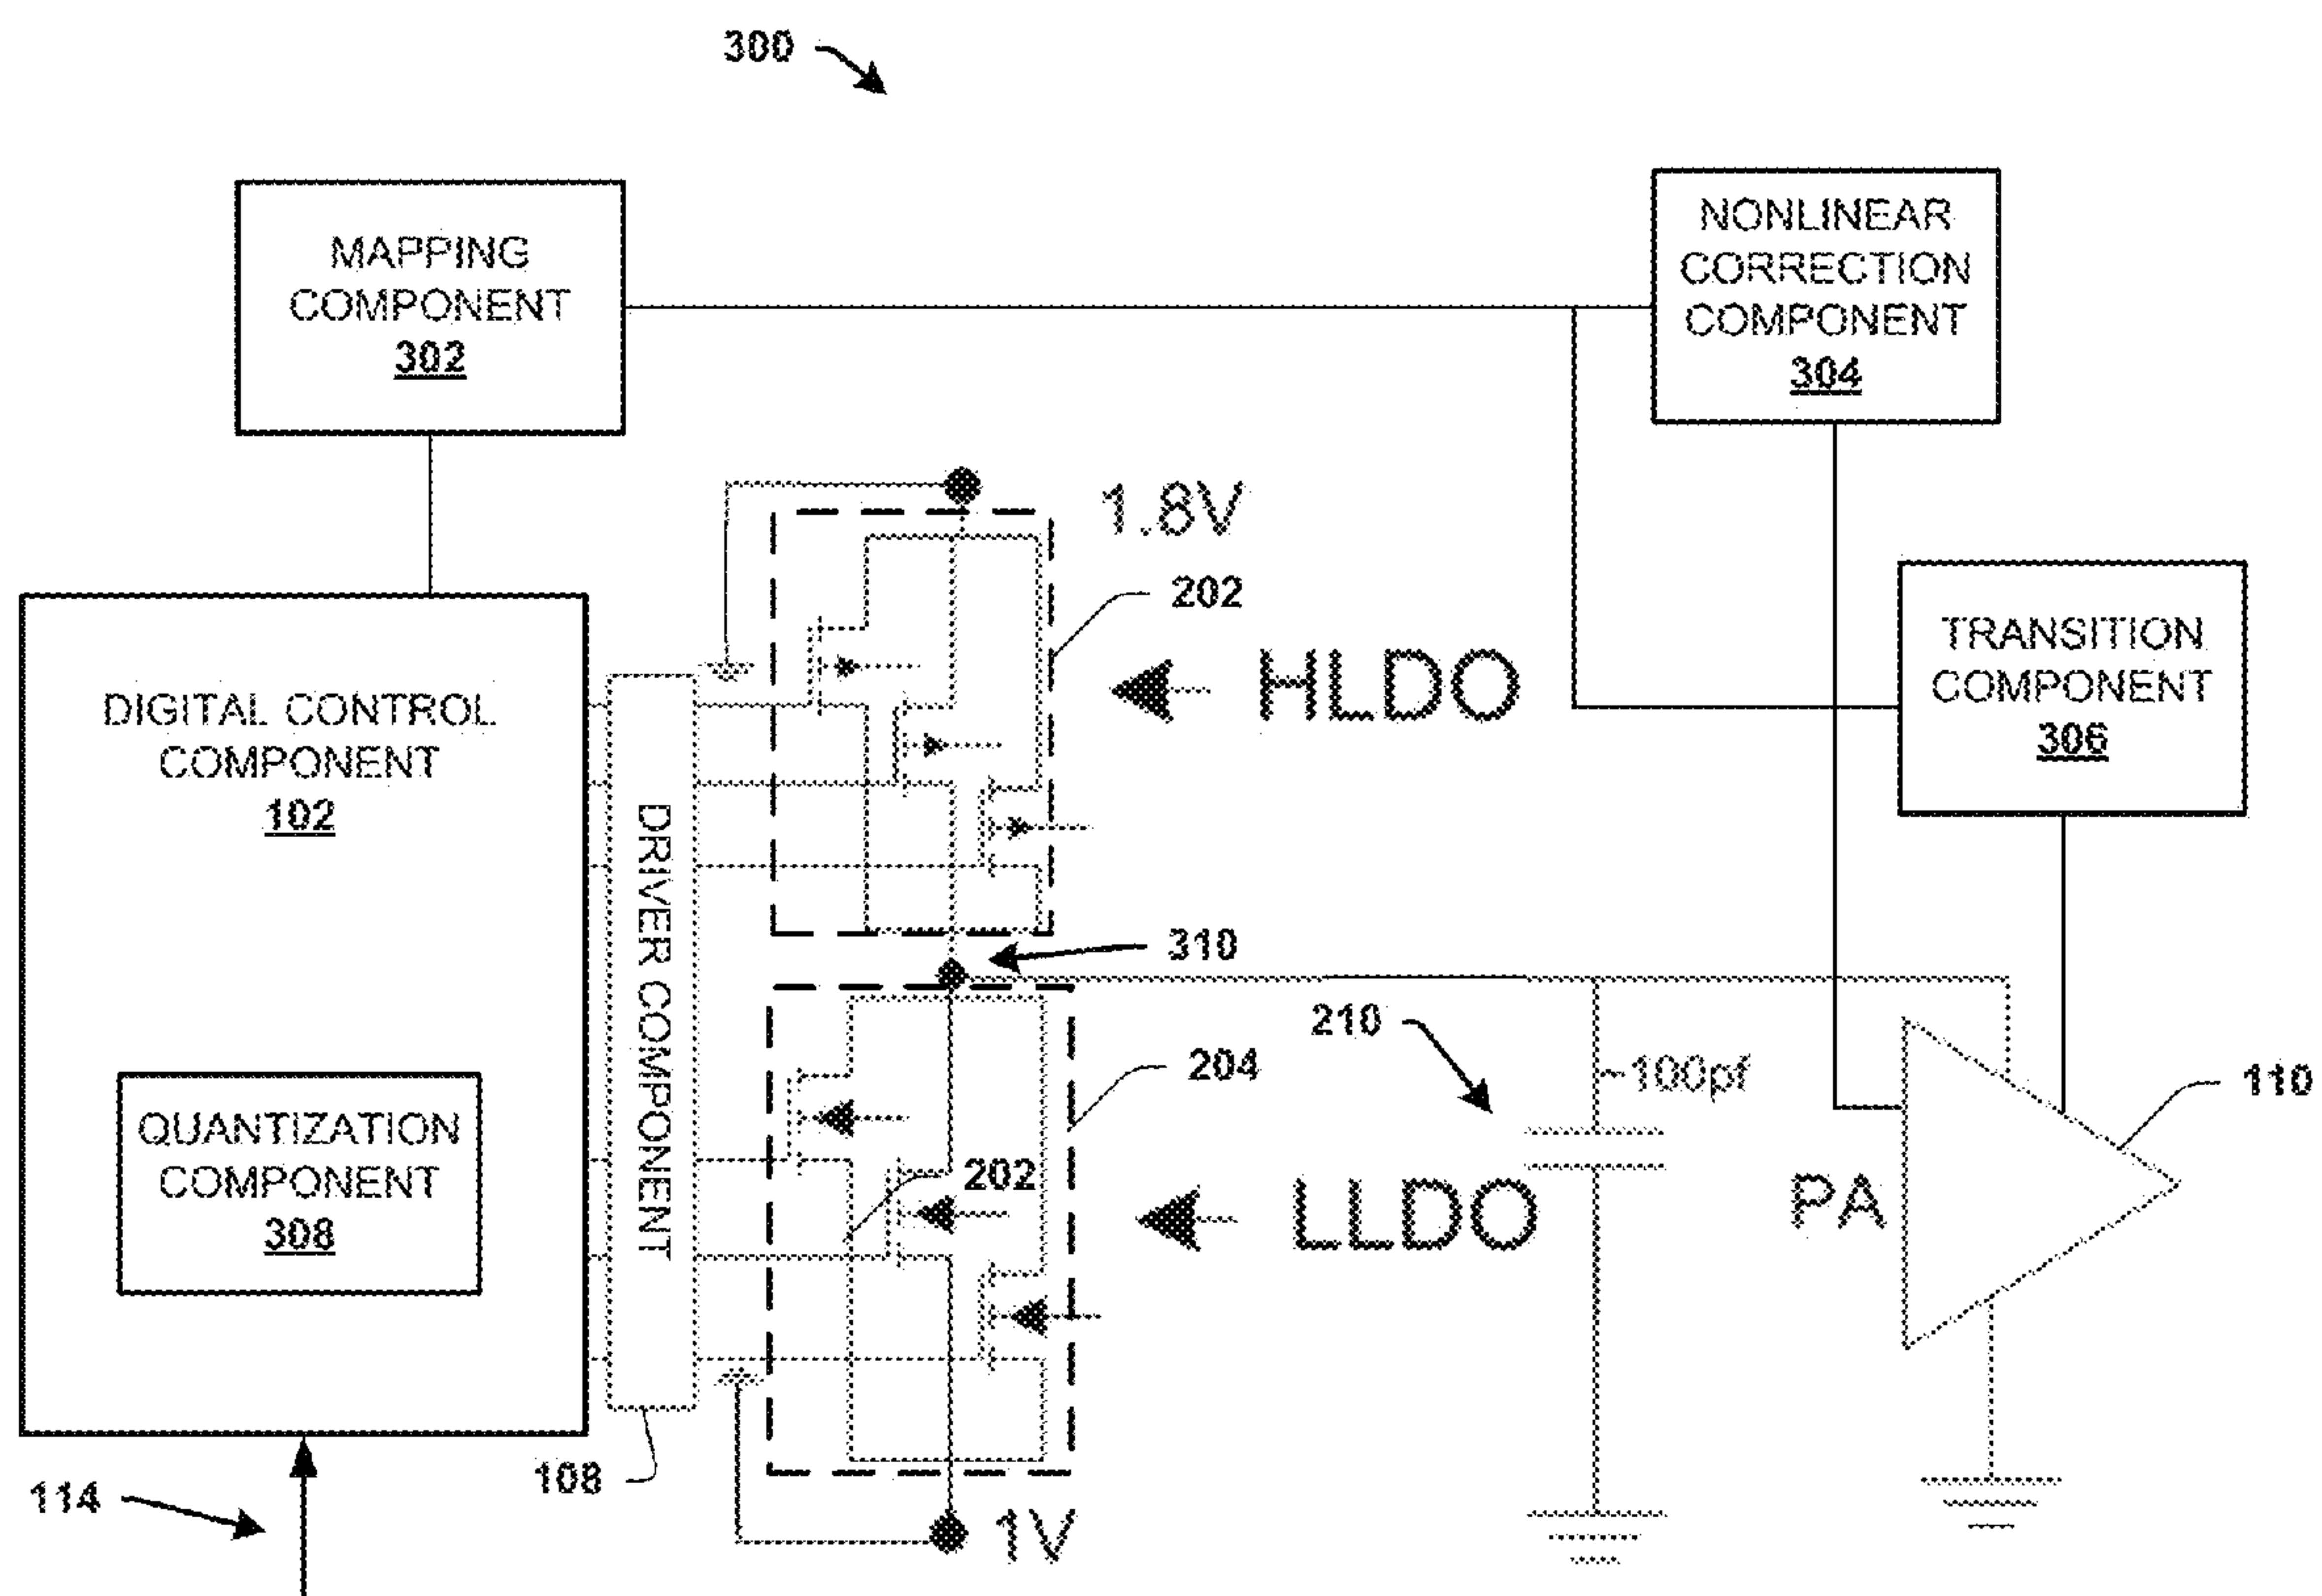 300
MAPPING
COMPONENT
302
NONLINEAR
CORRECTION
COMPONENT
304
1.8V
202
HLDO
TRANSITION
COMPONENT
306
DIGITAL CONTROL
COMPONENT
102
DRIVER COMPONENT
310
210
~100pf
204
110
QUANTIZATION
COMPONENT
308
202
LLDO
PA
108
114
1V